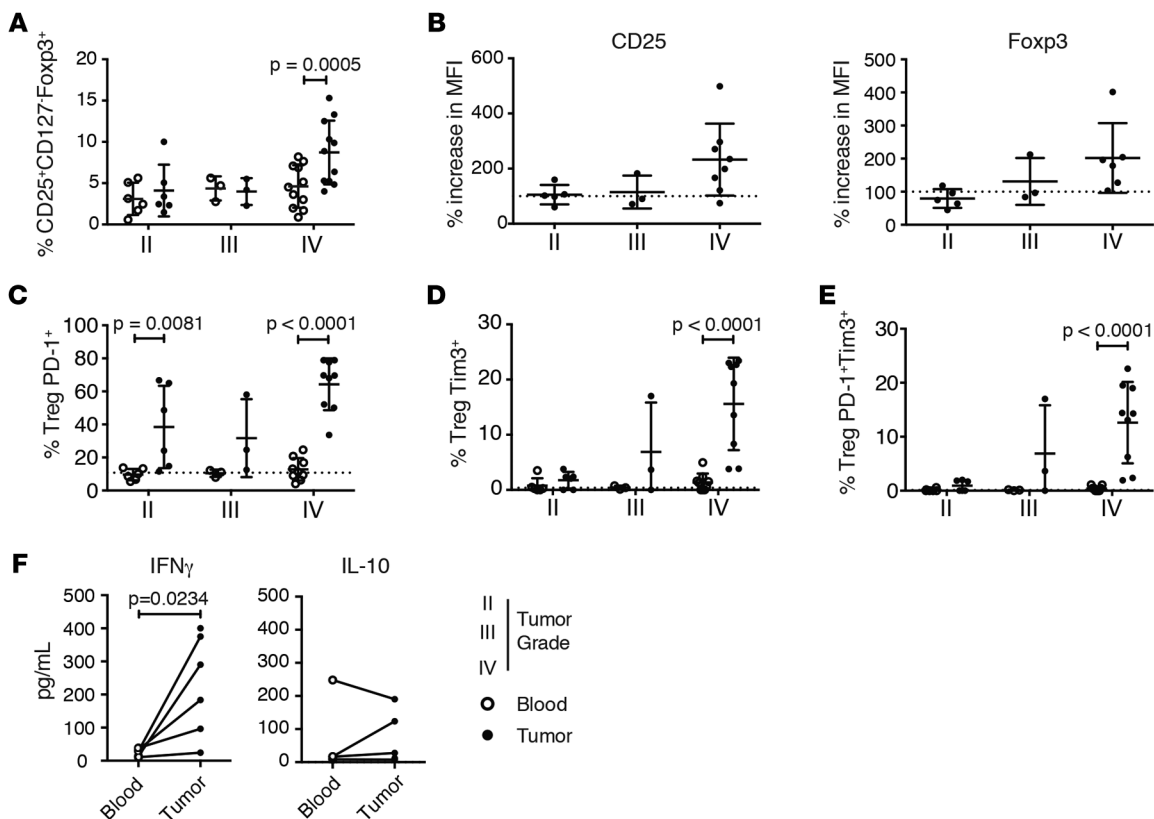 A
% CD25⁺CD127⁻Foxp3⁺
20
15
10
5
0
p = 0.0005
II III IV
B
CD25
% increase in MFI
600
400
200
0
II III IV
Foxp3
% increase in MFI
500
400
300
200
100
0
II III IV
C
% Treg PD-1⁺
100
80
60
40
20
0
p = 0.0081
p < 0.0001
II III IV
D
% Treg Tim3⁺
30
20
10
0
p < 0.0001
II III IV
E
% Treg PD-1⁺Tim3⁺
30
20
10
0
p < 0.0001
II III IV
F
IFNγ
p=0.0234
pg/mL
500
400
300
200
100
0
Blood Tumor
IL-10
500
400
300
200
100
0
Blood Tumor
II
III
IV
Tumor
Grade
Blood
Tumor